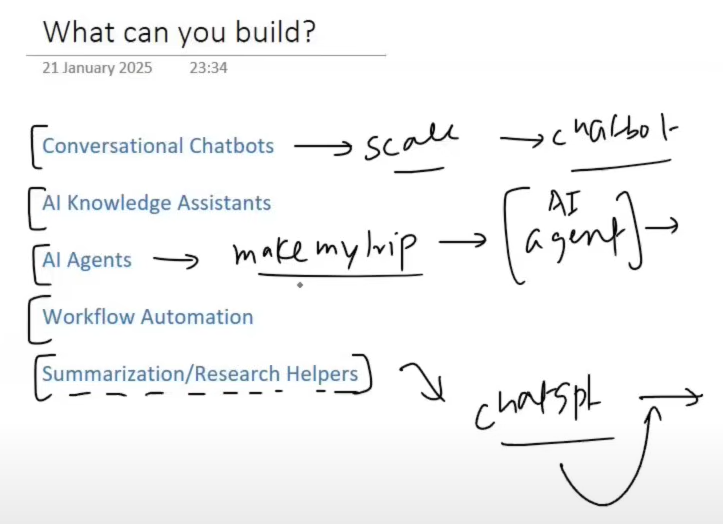 What can you build?
21 January 2025 23:34
Conversational Chatbots → scale → chatbot
AI Knowledge Assistants
AI Agents → makemytrip → [AI agent] →
Workflow Automation
Summarization/Research Helpers
chatgpt →